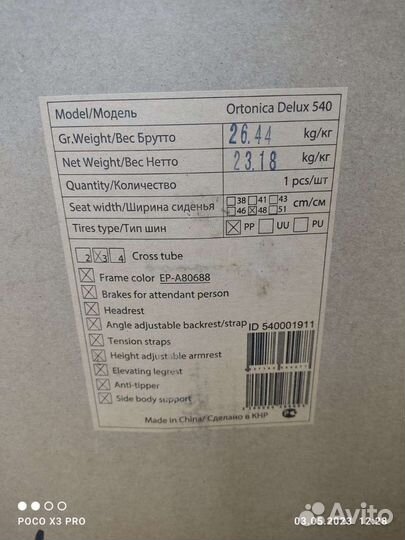 Model/Модель Ortonica Delux 540
Gr.Weight/Вес Брутто 26.44 kg/кг
Net Weight/Вес Нетто 23.18 kg/кг
Quantity/Количество 1 pcs/шт
Seat width/Ширина сиденья 38 41 43 cm/см
46 48 51
Tires type/Тип шин PP UU PU
2 3 4 Cross tube
Frame color EP-A80688
Brakes for attendant person
Headrest
Angle adjustable backrest/strap ID 540001911
Tension straps
Height adjustable armrest
Elevating legrest
Anti-tipper
Side body support
Made in China/ Сделано в КНР
POCO X3 PRO
03.05.2023 12:28
Avito